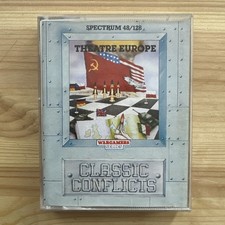 SPECTRUM 48/128
THEATRE EUROPE
WARGAMERS
CLASSIC
CONFLICTS